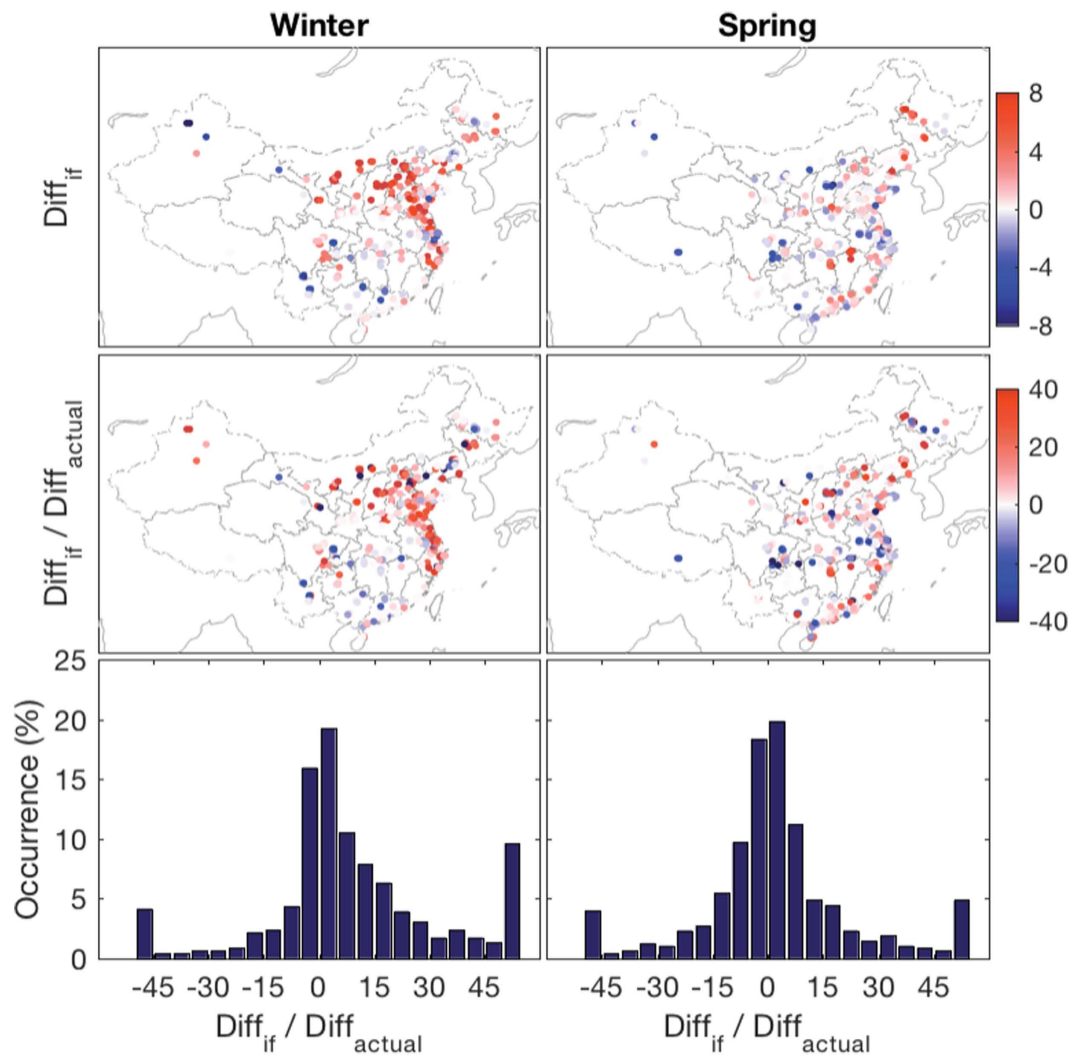 Winter Spring
Diff_if
8
4
0
-4
-8
Diff_if / Diff_actual
40
20
0
-20
-40
Occurrence (%)
25
20
15
10
5
0
-45 -30 -15 0 15 30 45 -45 -30 -15 0 15 30 45
Diff_if / Diff_actual Diff_if / Diff_actual